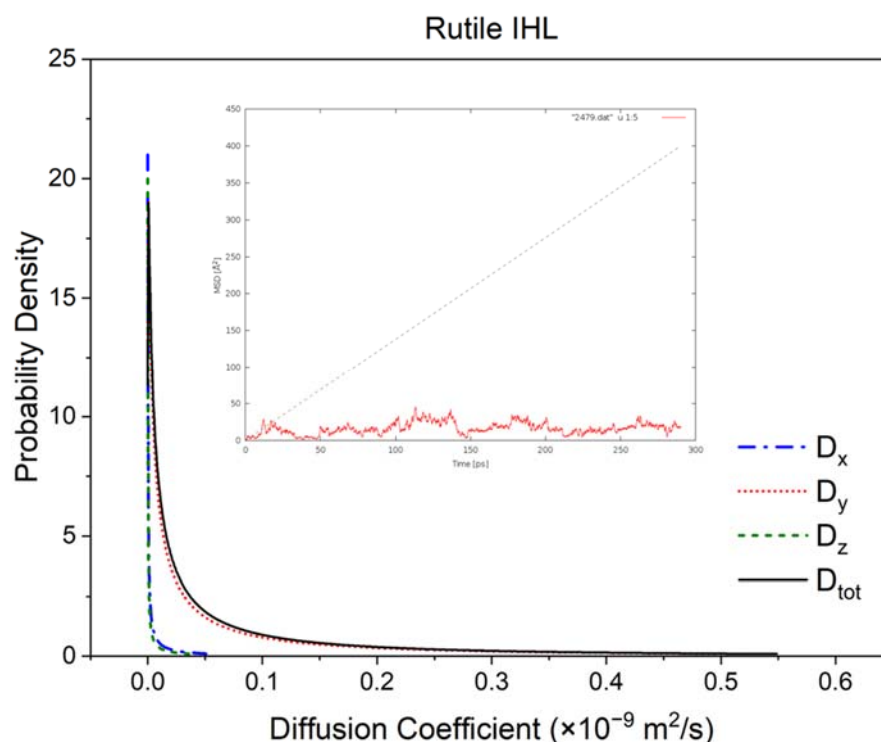 Rutile IHL
25
20
15
10
5
0
Probability Density
450
400
350
300
250
200
150
100
50
0
MSD [Å²]
"2479.dat" u 1:5
0 50 100 150 200 250 300
Time [ps]
Dx
Dy
Dz
Dtot
0.0 0.1 0.2 0.3 0.4 0.5 0.6
Diffusion Coefficient (×10⁻⁹ m²/s)